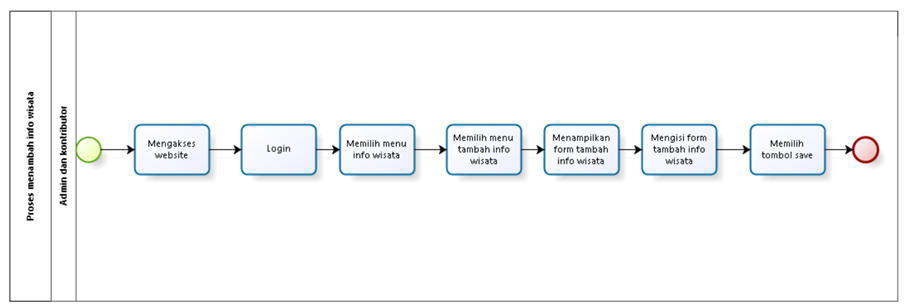 Proses menambah info wisata
Admin dan kontributor
Mengakses
website
Login
Memilih menu
info wisata
Memilih menu
tambah info
wisata
Menampilkan
form tambah
info wisata
Mengisi form
tambah info
wisata
Memilih
tombol save